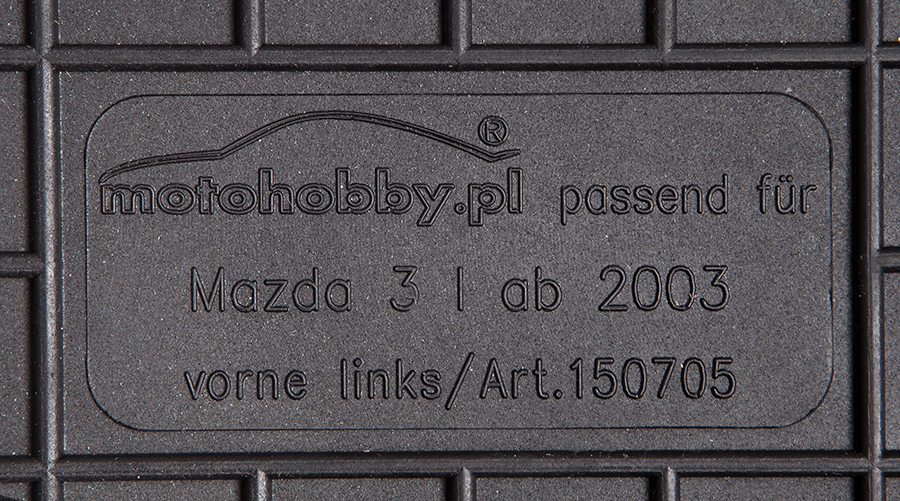 motohobby.pl ® passend für
Mazda 3 I ab 2003
vorne links/Art.150705